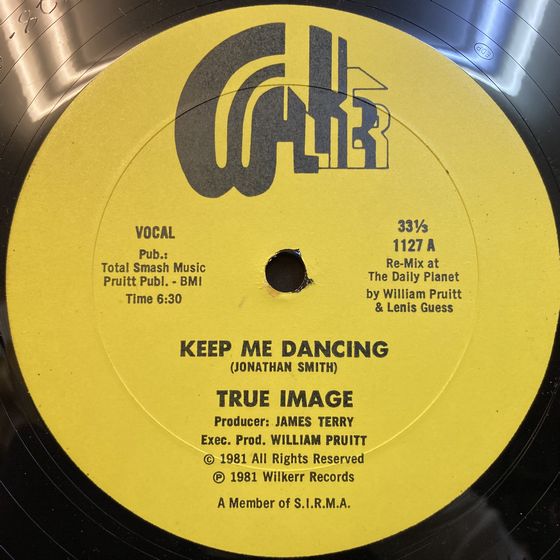 WILKERR
VOCAL
Pub.:
Total Smash Music
Pruitt Publ. - BMI
Time 6:30
33⅓
1127 A
Re-Mix at
The Daily Planet
by William Pruitt
& Lenis Guess
KEEP ME DANCING
(JONATHAN SMITH)
TRUE IMAGE
Producer: JAMES TERRY
Exec. Prod. WILLIAM PRUITT
© 1981 All Rights Reserved
℗ 1981 Wilkerr Records
A Member of S.I.R.M.A.